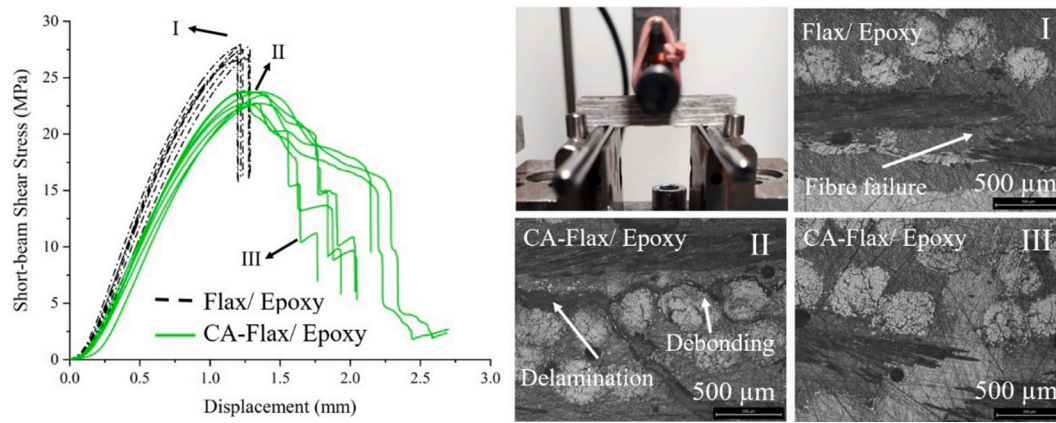 Short-beam Shear Stress (MPa)
30
25
20
15
10
5
0
0.0 0.5 1.0 1.5 2.0 2.5 3.0
Displacement (mm)
I
II
III
Flax/ Epoxy
CA-Flax/ Epoxy
Flax/ Epoxy
I
Fibre failure
500 µm
CA-Flax/ Epoxy
II
Debonding
Delamination
500 µm
CA-Flax/ Epoxy
III
500 µm